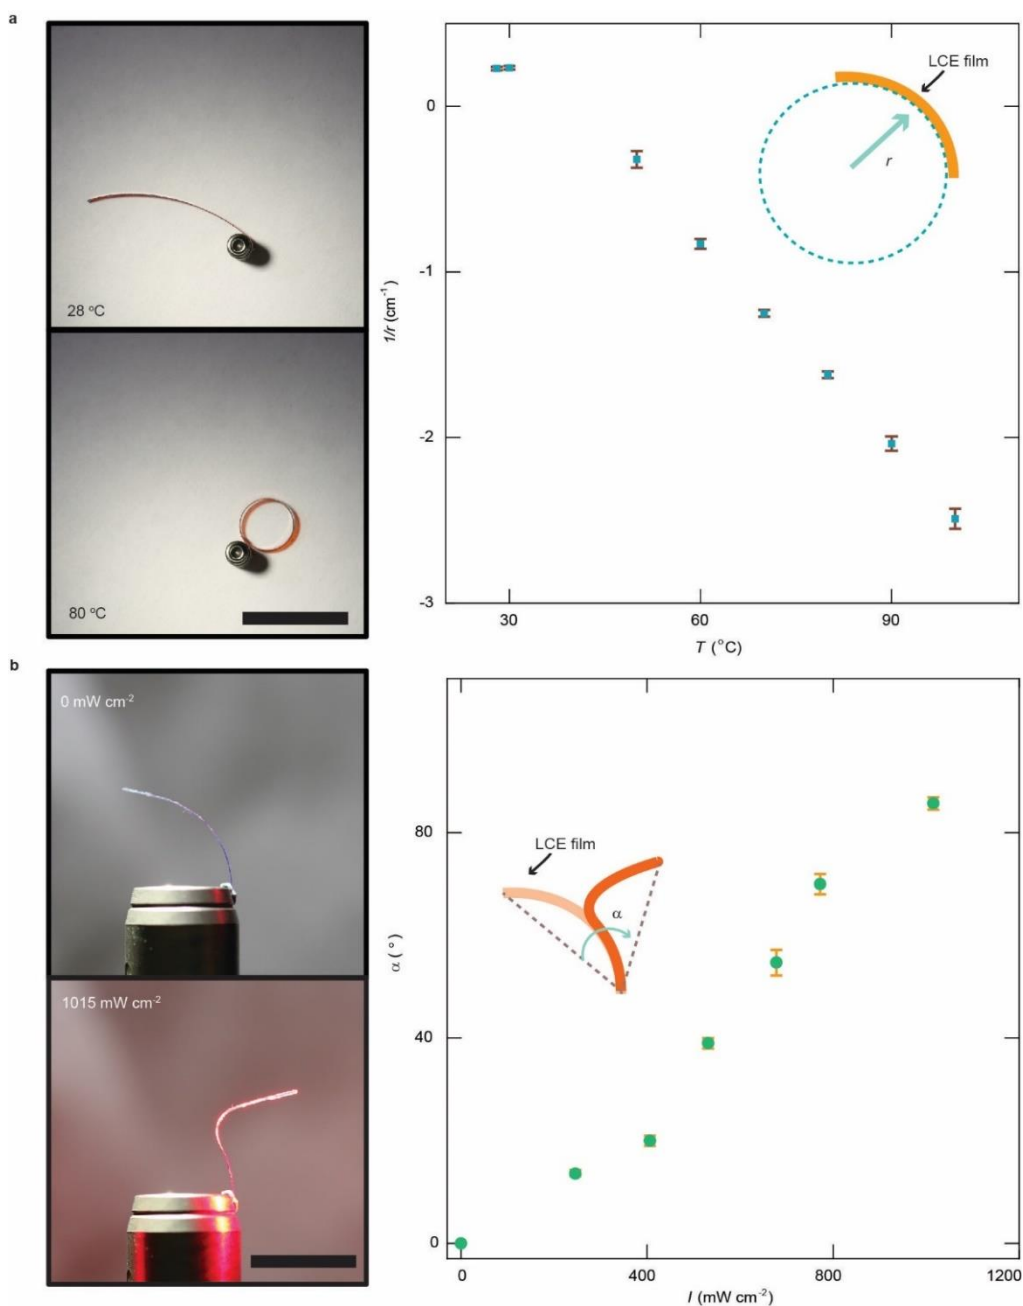 a
28 °C
80 °C
0
-1
-2
-3
1/r (cm⁻¹)
30
60
90
T (°C)
LCE film
r
b
0 mW cm⁻²
1015 mW cm⁻²
80
40
0
α (°)
0
400
800
1200
I (mW cm⁻²)
LCE film
α